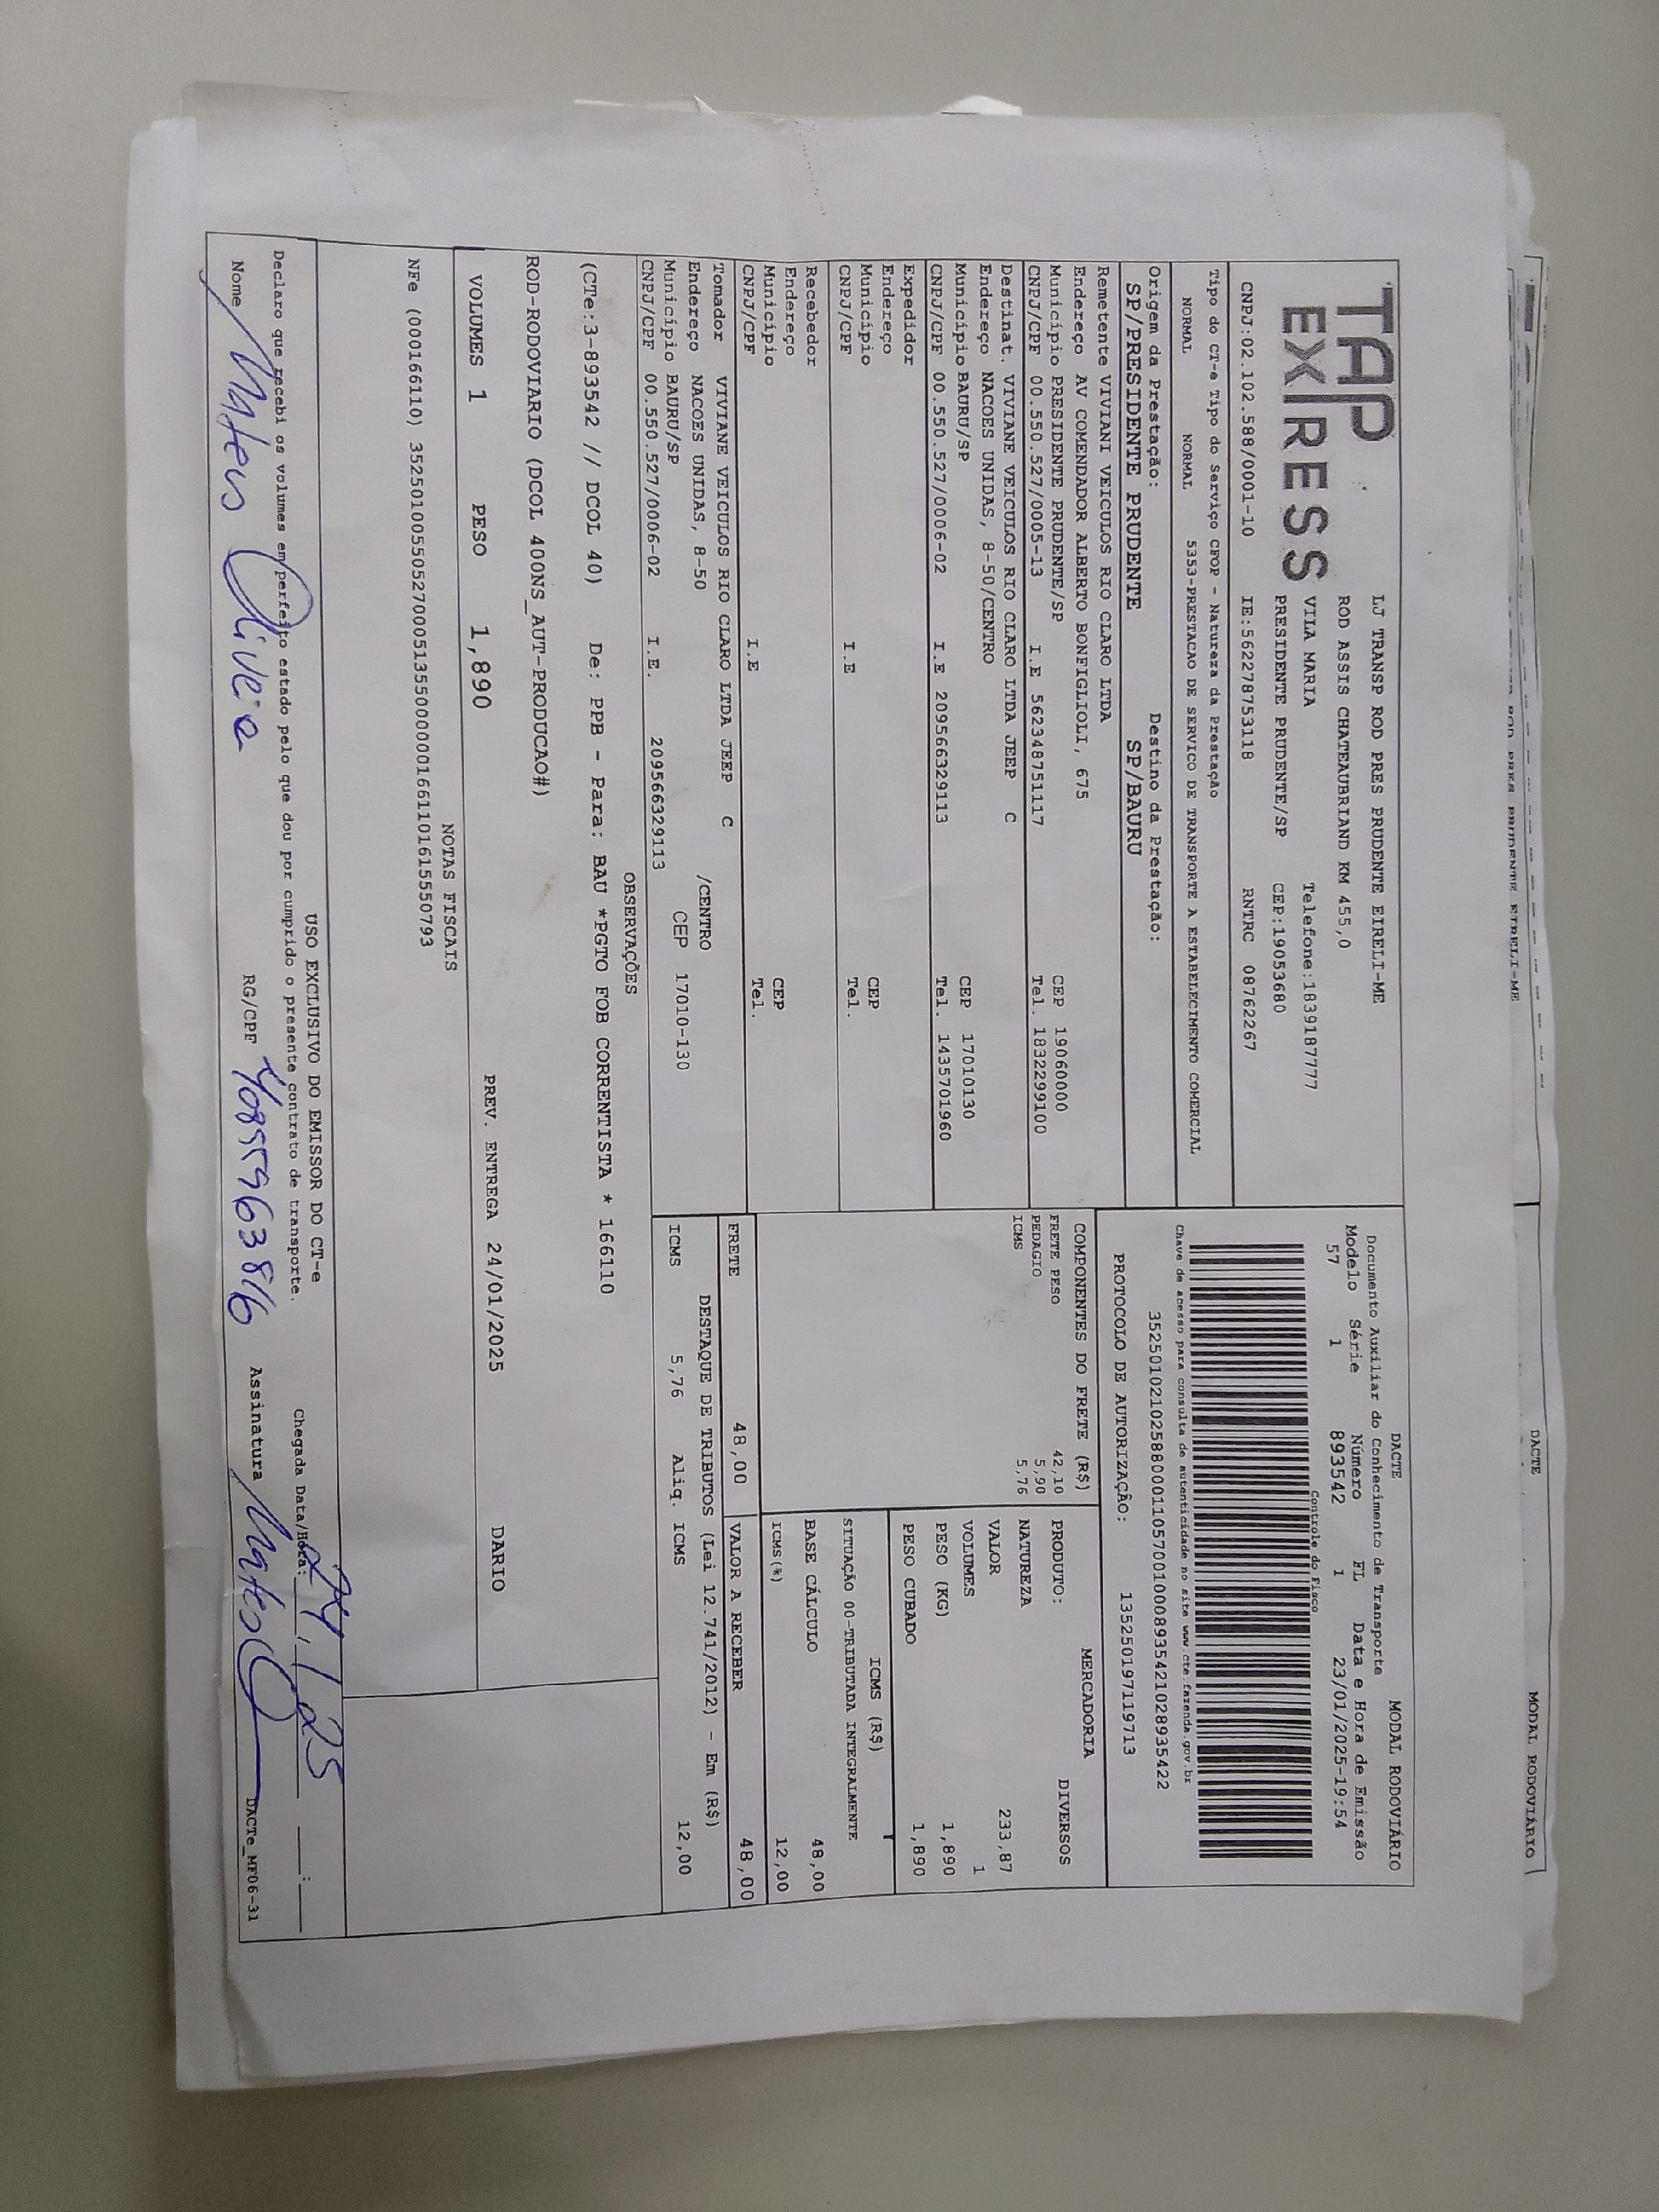 TAP
EXPRESS
LJ TRANSP ROD PRES PRUDENTE EIRELI-ME
ROD ASSIS CHATEAUBRIAND KM 455,0
VILA MARIA Telefone:1839187777
PRESIDENTE PRUDENTE/SP CEP:19053680
CNPJ:02.102.588/0001-10 IE:562278753118 RNTRC 08762267
DACTE MODAL RODOVIÁRIO
Documento Auxiliar do Conhecimento de Transporte
Modelo Série Número FL Data e Hora de Emissão
57 1 893542 1 23/01/2025-19:54
Controle do Fisco
Chave de acesso para consulta de autenticidade no site www.cte.fazenda.gov.br
35250102102588000110570010008935421028935422
PROTOCOLO DE AUTORIZAÇÃO: 135250197119713
Tipo do CT-e Tipo do Serviço CFOP - Natureza da Prestação
NORMAL NORMAL 5353-PRESTACAO DE SERVICO DE TRANSPORTE A ESTABELECIMENTO COMERCIAL
Origem da Prestação: Destino da Prestação:
SP/PRESIDENTE PRUDENTE SP/BAURU
Remetente VIVIANI VEICULOS RIO CLARO LTDA
Endereço AV COMENDADOR ALBERTO BONFIGLIOLI, 675
Município PRESIDENTE PRUDENTE/SP CEP 19060000
CNPJ/CPF 00.550.527/0005-13 I.E 562348751117 Tel. 1832299100
Destinat. VIVIANE VEICULOS RIO CLARO LTDA JEEP C
Endereço NACOES UNIDAS, 8-50/CENTRO
Município BAURU/SP CEP 17010130
CNPJ/CPF 00.550.527/0006-02 I.E 209566329113 Tel. 1435701960
Expedidor
Endereço
Município CEP
CNPJ/CPF I.E Tel.
Recebedor
Endereço
Município CEP
CNPJ/CPF I.E Tel.
Tomador VIVIANE VEICULOS RIO CLARO LTDA JEEP C
Endereço NACOES UNIDAS, 8-50 /CENTRO
Município BAURU/SP CEP 17010-130
CNPJ/CPF 00.550.527/0006-02 I.E. 209566329113
COMPONENTES DO FRETE (R$)
FRETE PESO 42,10
PEDAGIO 5,90
ICMS 5,76
MERCADORIA
PRODUTO: DIVERSOS
NATUREZA
VALOR 233,87
VOLUMES 1
PESO (KG) 1,890
PESO CUBADO 1,890
ICMS (R$)
SITUAÇÃO 00-TRIBUTADA INTEGRALMENTE
BASE CÁLCULO 48,00
ICMS(%) 12,00
FRETE 48,00 VALOR A RECEBER 48,00
DESTAQUE DE TRIBUTOS (Lei 12.741/2012) - Em (R$)
ICMS 5,76 Aliq. ICMS 12,00
OBSERVAÇÕES
(CTe:3-893542 // DCOL 40) De: PPB - Para: BAU *PGTO FOB CORRENTISTA * 166110
ROD-RODOVIARIO (DCOL 400NS_AUT-PRODUCAO#)
VOLUMES 1 PESO 1,890 PREV. ENTREGA 24/01/2025 DARIO
NOTAS FISCAIS
NFe (000166110) 35250100550527000513550000001661101615550793
USO EXCLUSIVO DO EMISSOR DO CT-e
Declaro que recebi os volumes em perfeito estado pelo que dou por cumprido o presente contrato de transporte.
Chegada Data/Hora: 24/1/25 :
Nome Mateus Oliveia RG/CPF Assinatura
DACTe_MF06-31
DACTE MODAL RODOVIÁRIO